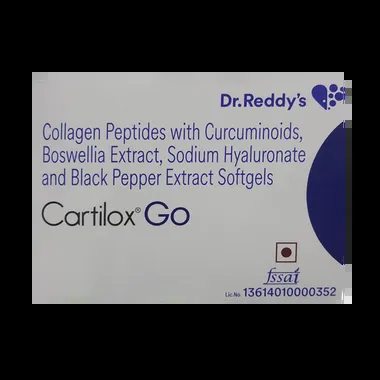 Dr.Reddy's
Collagen Peptides with Curcuminoids,
Boswellia Extract, Sodium Hyaluronate
and Black Pepper Extract Softgels
Cartilox® Go
fssai
Lic. No. 13614010000352